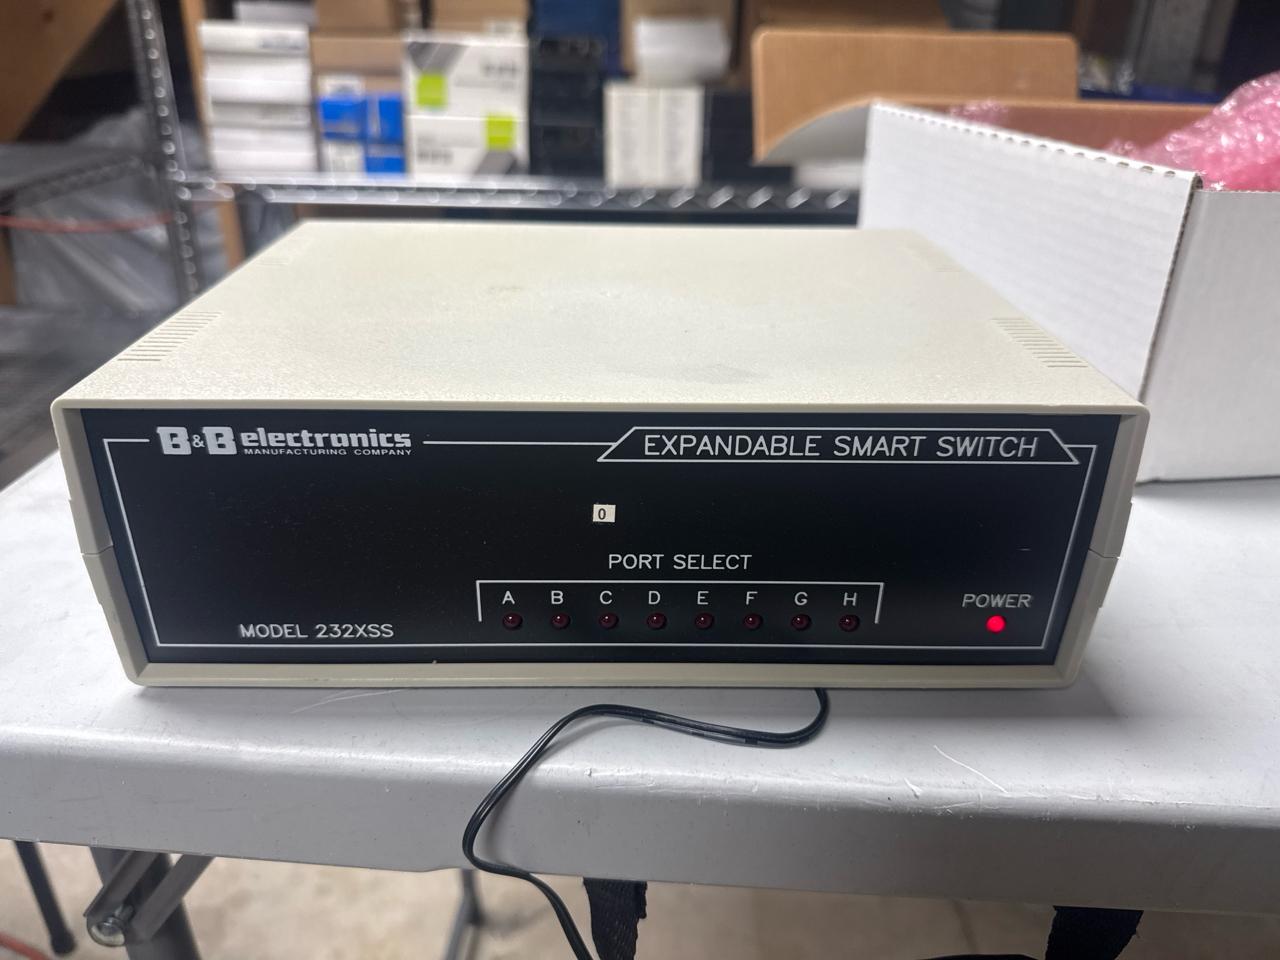 B&B electronics
MANUFACTURING COMPANY
EXPANDABLE SMART SWITCH
0
PORT SELECT
A B C D E F G H
POWER
MODEL 232XSS